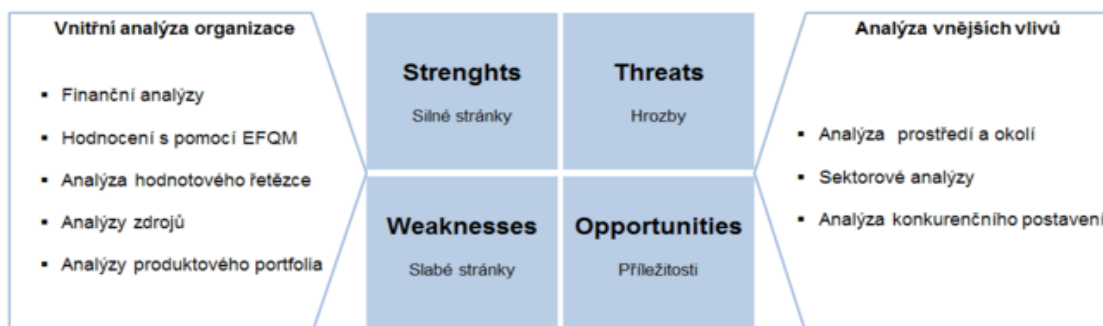 Vnitřní analýza organizace
▪ Finanční analýzy
▪ Hodnocení s pomocí EFQM
▪ Analýza hodnotového řetězce
▪ Analýzy zdrojů
▪ Analýzy produktového portfolia
Strenghts
Silné stránky
Threats
Hrozby
Weaknesses
Slabé stránky
Opportunities
Příležitosti
Analýza vnějších vlivů
▪ Analýza prostředí a okolí
▪ Sektorové analýzy
▪ Analýza konkurenčního postavení